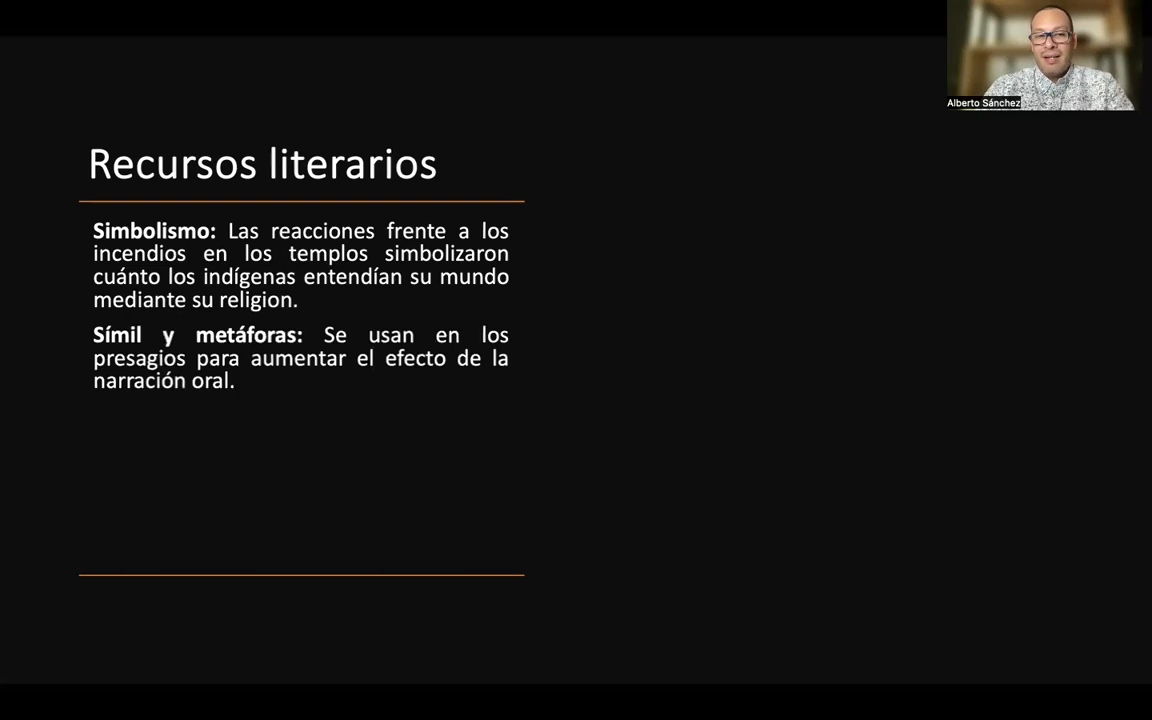 Alberto Sánchez
Recursos literarios
Simbolismo: Las reacciones frente a los
incendios en los templos simbolizaron
cuánto los indígenas entendían su mundo
mediante su religion.
Símil y metáforas: Se usan en los
presagios para aumentar el efecto de la
narración oral.